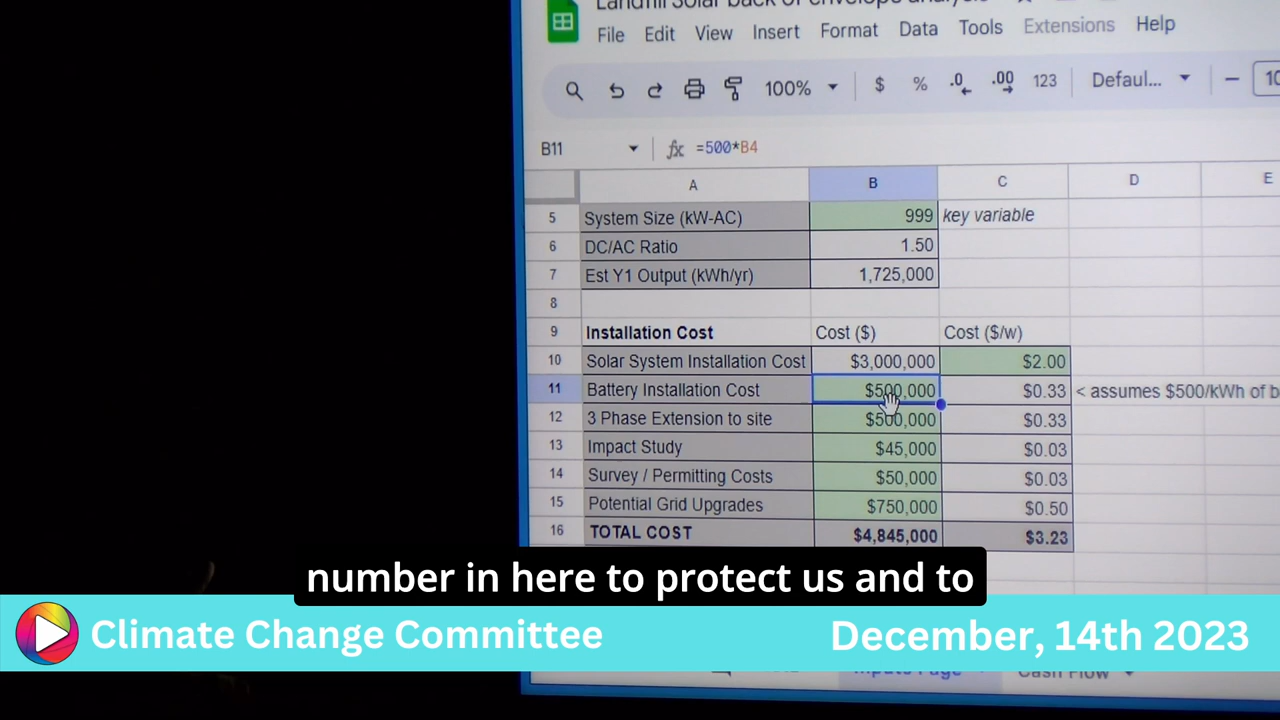 Landfill Solar back of envelope analysis
File Edit View Insert Format Data Tools Extensions Help
100% $ % .0 .00 123 Defaul... 10
B11 fx =500*B4
A B C D E
5 System Size (kW-AC) 999 key variable
6 DC/AC Ratio 1.50
7 Est Y1 Output (kWh/yr) 1,725,000
8
9 Installation Cost Cost ($) Cost ($/w)
10 Solar System Installation Cost $3,000,000 $2.00
11 Battery Installation Cost $500,000 $0.33 < assumes $500/kWh of b
12 3 Phase Extension to site $500,000 $0.33
13 Impact Study $45,000 $0.03
14 Survey / Permitting Costs $50,000 $0.03
15 Potential Grid Upgrades $750,000 $0.50
16 TOTAL COST $4,845,000 $3.23
number in here to protect us and to
Climate Change Committee December, 14th 2023
Inputs Page Cash Flow